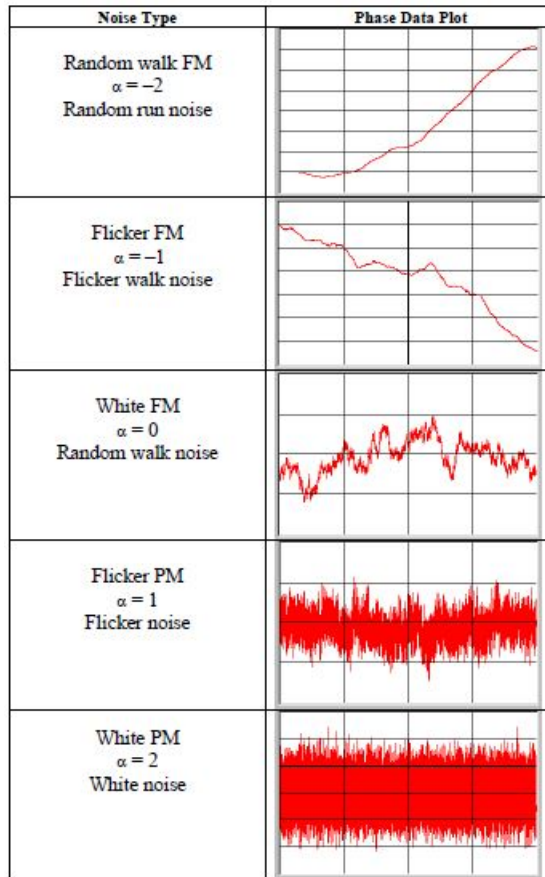 Noise Type
Phase Data Plot
Random walk FM
α = –2
Random run noise
Flicker FM
α = –1
Flicker walk noise
White FM
α = 0
Random walk noise
Flicker PM
α = 1
Flicker noise
White PM
α = 2
White noise